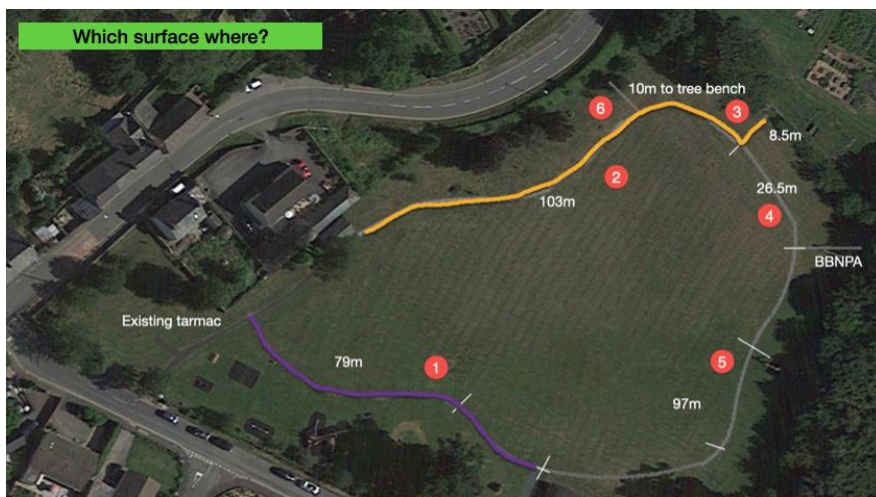 Which surface where?
10m to tree bench
6
3
8.5m
2
103m
26.5m
4
BBNPA
Existing tarmac
79m
1
5
97m